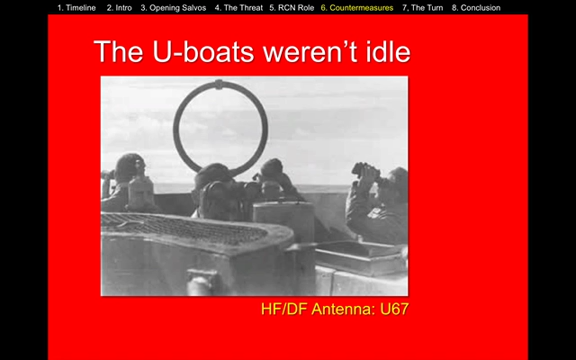 1. Timeline 2. Intro 3. Opening Salvos 4. The Threat 5. RCN Role 6. Countermeasures 7, The Turn 8. Conclusion
The U-boats weren't idle
HF/DF Antenna: U67